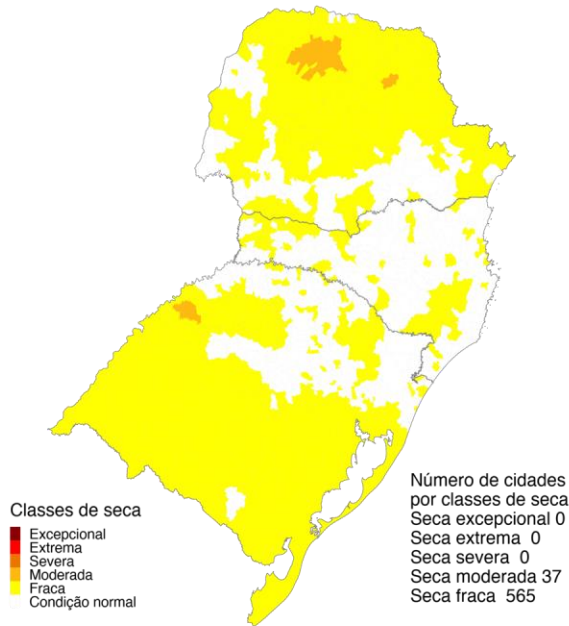 Classes de seca
Excepcional
Extrema
Severa
Moderada
Fraca
Condição normal
Número de cidades
por classes de seca
Seca excepcional 0
Seca extrema 0
Seca severa 0
Seca moderada 37
Seca fraca 565